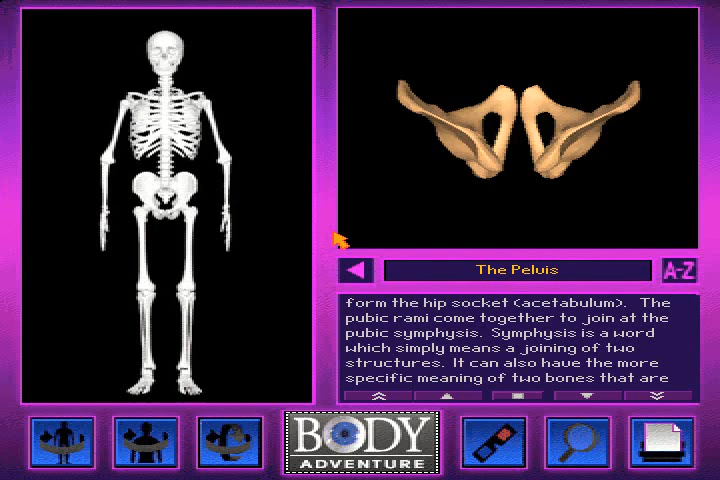 The Pelvis
A-Z
form the hip socket (acetabulum). The
pubic rami come together to join at the
pubic symphysis. Symphysis is a word
which simply means a joining of two
structures. It can also have the more
specific meaning of two bones that are
BODY
ADVENTURE